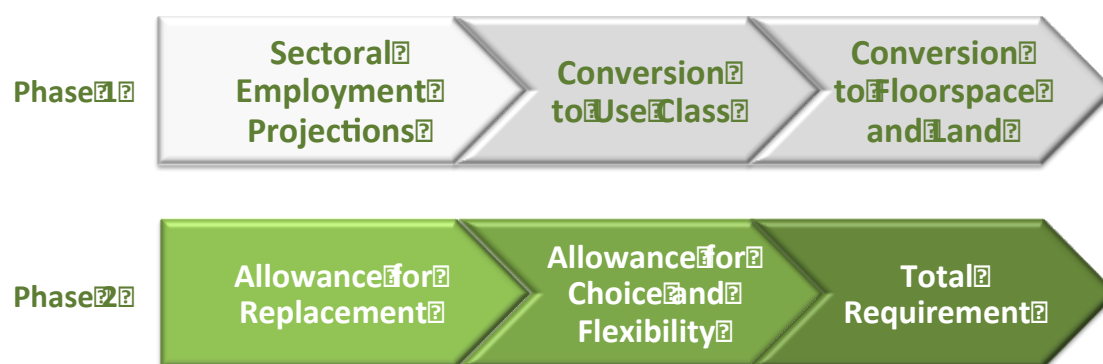 Phase 1
Sectoral
Employment
Projections
Conversion
to Use Class
Conversion
to Floorspace
and Land
Phase 2
Allowance for
Replacement
Allowance for
Choice and
Flexibility
Total
Requirement